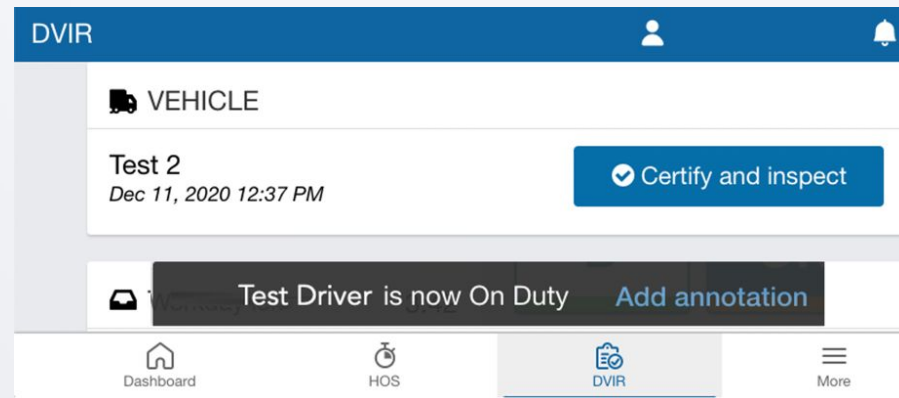 DVIR
VEHICLE
Test 2
Dec 11, 2020 12:37 PM
Certify and inspect
Test Driver is now On Duty Add annotation
Dashboard
HOS
DVIR
More